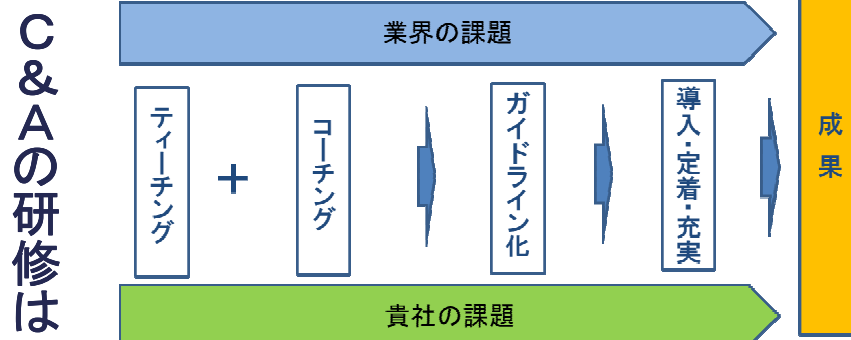 C&Aの研修は
業界の課題
ティーチング
+
コーチング
ガイドライン化
導入・定着・充実
成果
貴社の課題